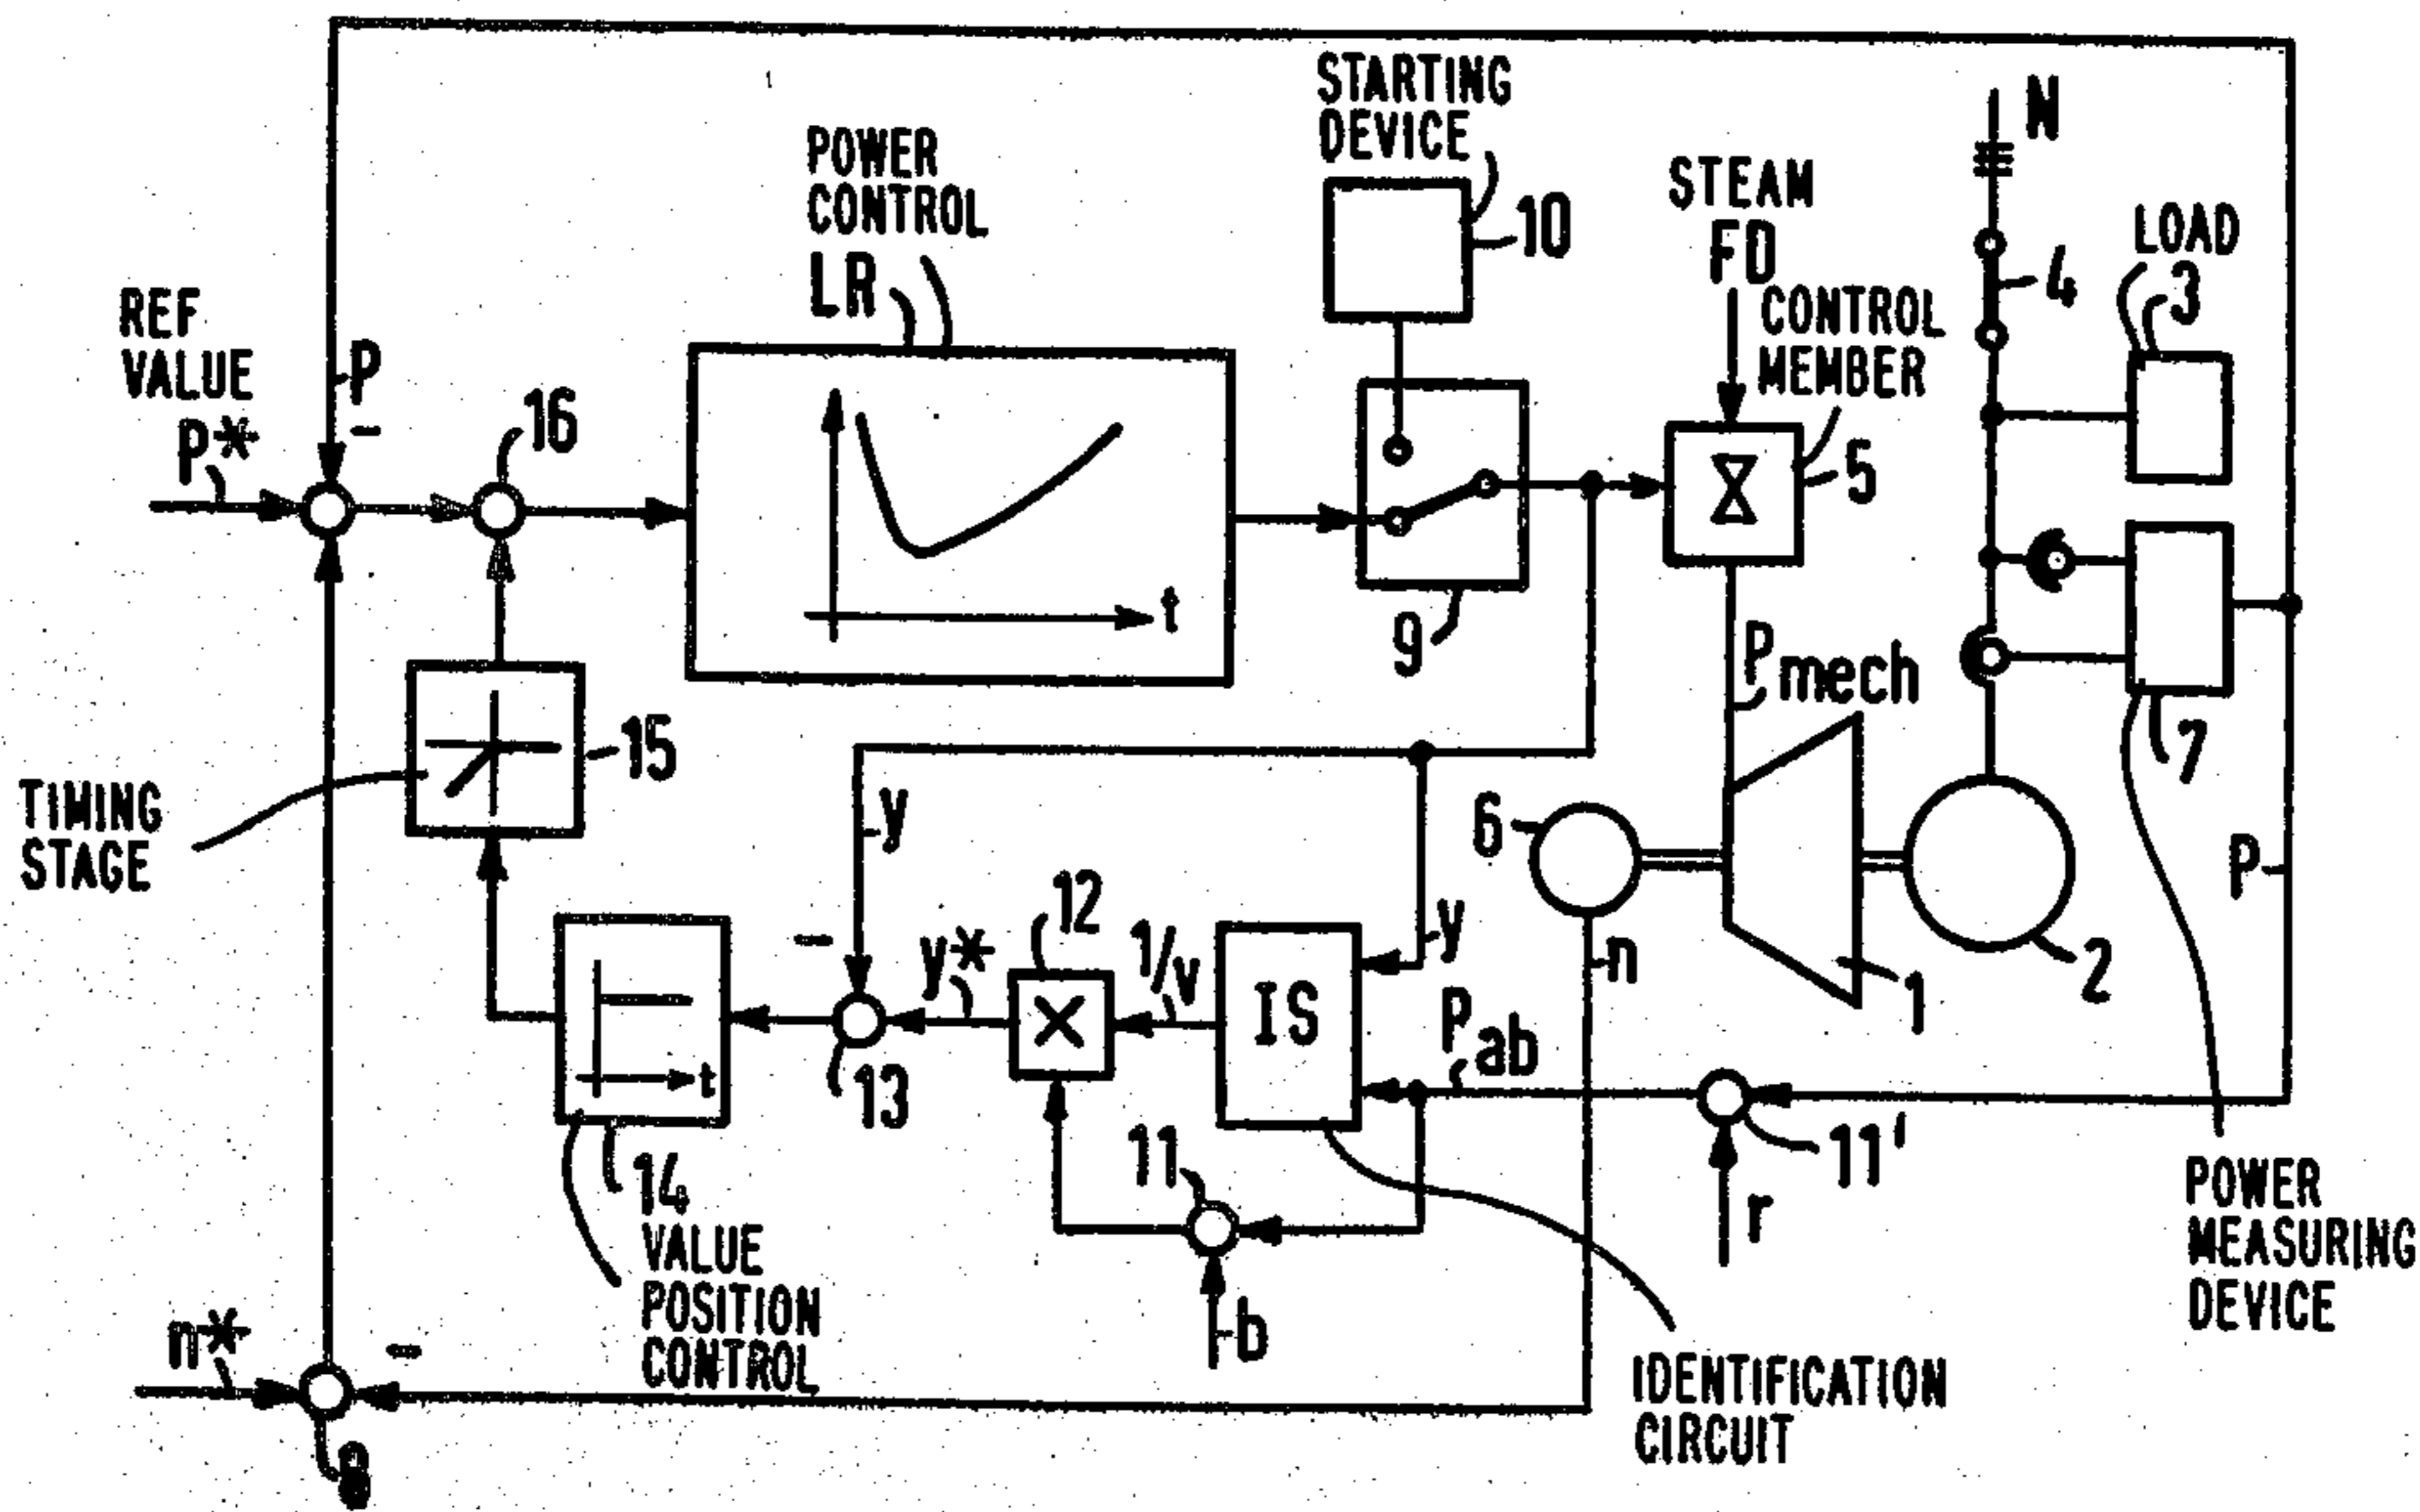 STARTING
DEVICE
10
POWER
CONTROL
LR
N
STEAM
FD
LOAD
3
4
CONTROL
MEMBER
5
REF
VALUE
P*
P
-
16
t
9
Pmech
7
15
TIMING
STAGE
y
-
6
12
y*
1/v
IS
y
n
1
2
P
Pab
13
t
14
VALUE
POSITION
CONTROL
11
b
11'
r
POWER
MEASURING
DEVICE
IDENTIFICATION
CIRCUIT
n*
-
8